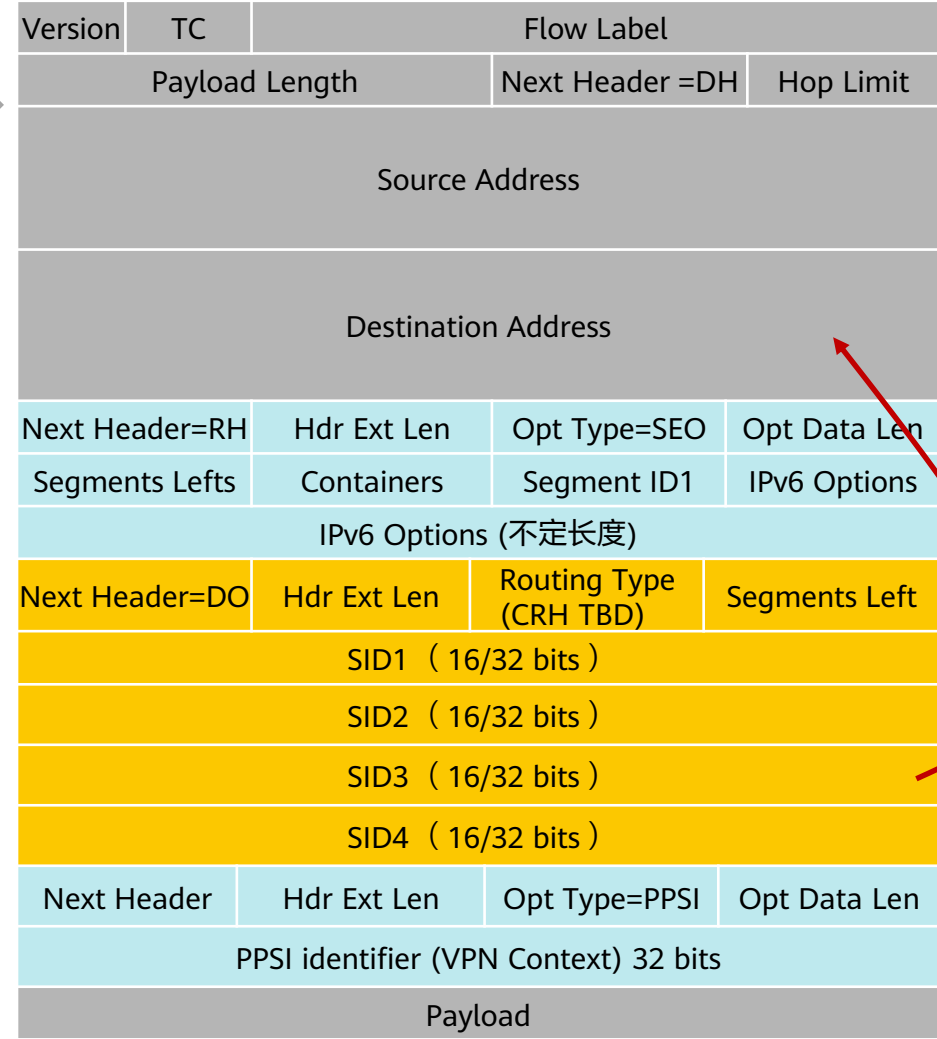 Version TC Flow Label
Payload Length Next Header =DH Hop Limit
Source Address
Destination Address
Next Header=RH Hdr Ext Len Opt Type=SEO Opt Data Len
Segments Lefts Containers Segment ID1 IPv6 Options
IPv6 Options (不定长度)
Next Header=DO Hdr Ext Len Routing Type (CRH TBD) Segments Left
SID1 （16/32 bits）
SID2 （16/32 bits）
SID3 （16/32 bits）
SID4 （16/32 bits）
Next Header Hdr Ext Len Opt Type=PPSI Opt Data Len
PPSI identifier (VPN Context) 32 bits
Payload